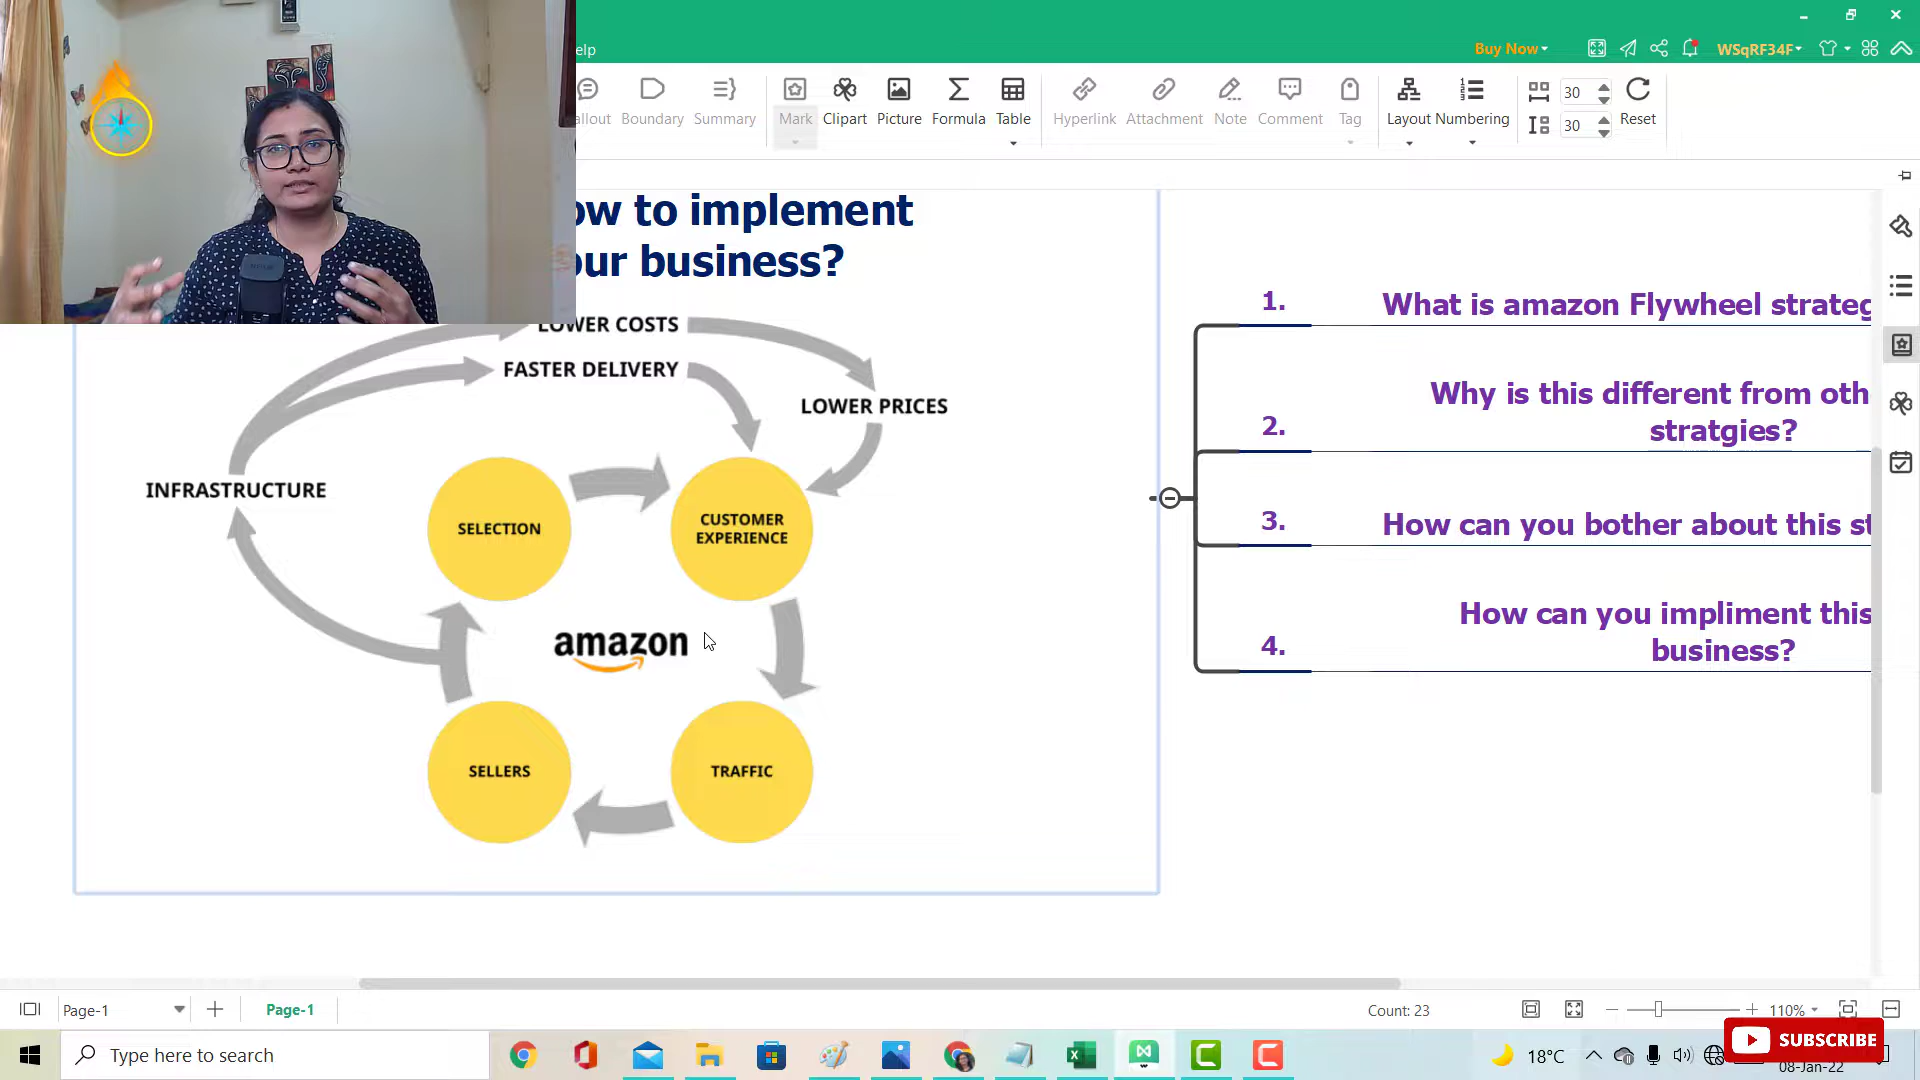 elp
Buy Now
WSqRF34F
allout
Boundary
Summary
Mark
Clipart
Picture
Formula
Table
Hyperlink
Attachment
Note
Comment
Tag
Layout
Numbering
30
30
Reset
ow to implement
our business?
LOWER COSTS
FASTER DELIVERY
LOWER PRICES
INFRASTRUCTURE
SELECTION
CUSTOMER
EXPERIENCE
amazon
SELLERS
TRAFFIC
1. What is amazon Flywheel strateg
2. Why is this different from oth
stratgies?
3. How can you bother about this st
4. How can you impliment this
business?
Page-1
Page-1
Count: 23
110%
SUBSCRIBE
Type here to search
18°C
08-Jan-22